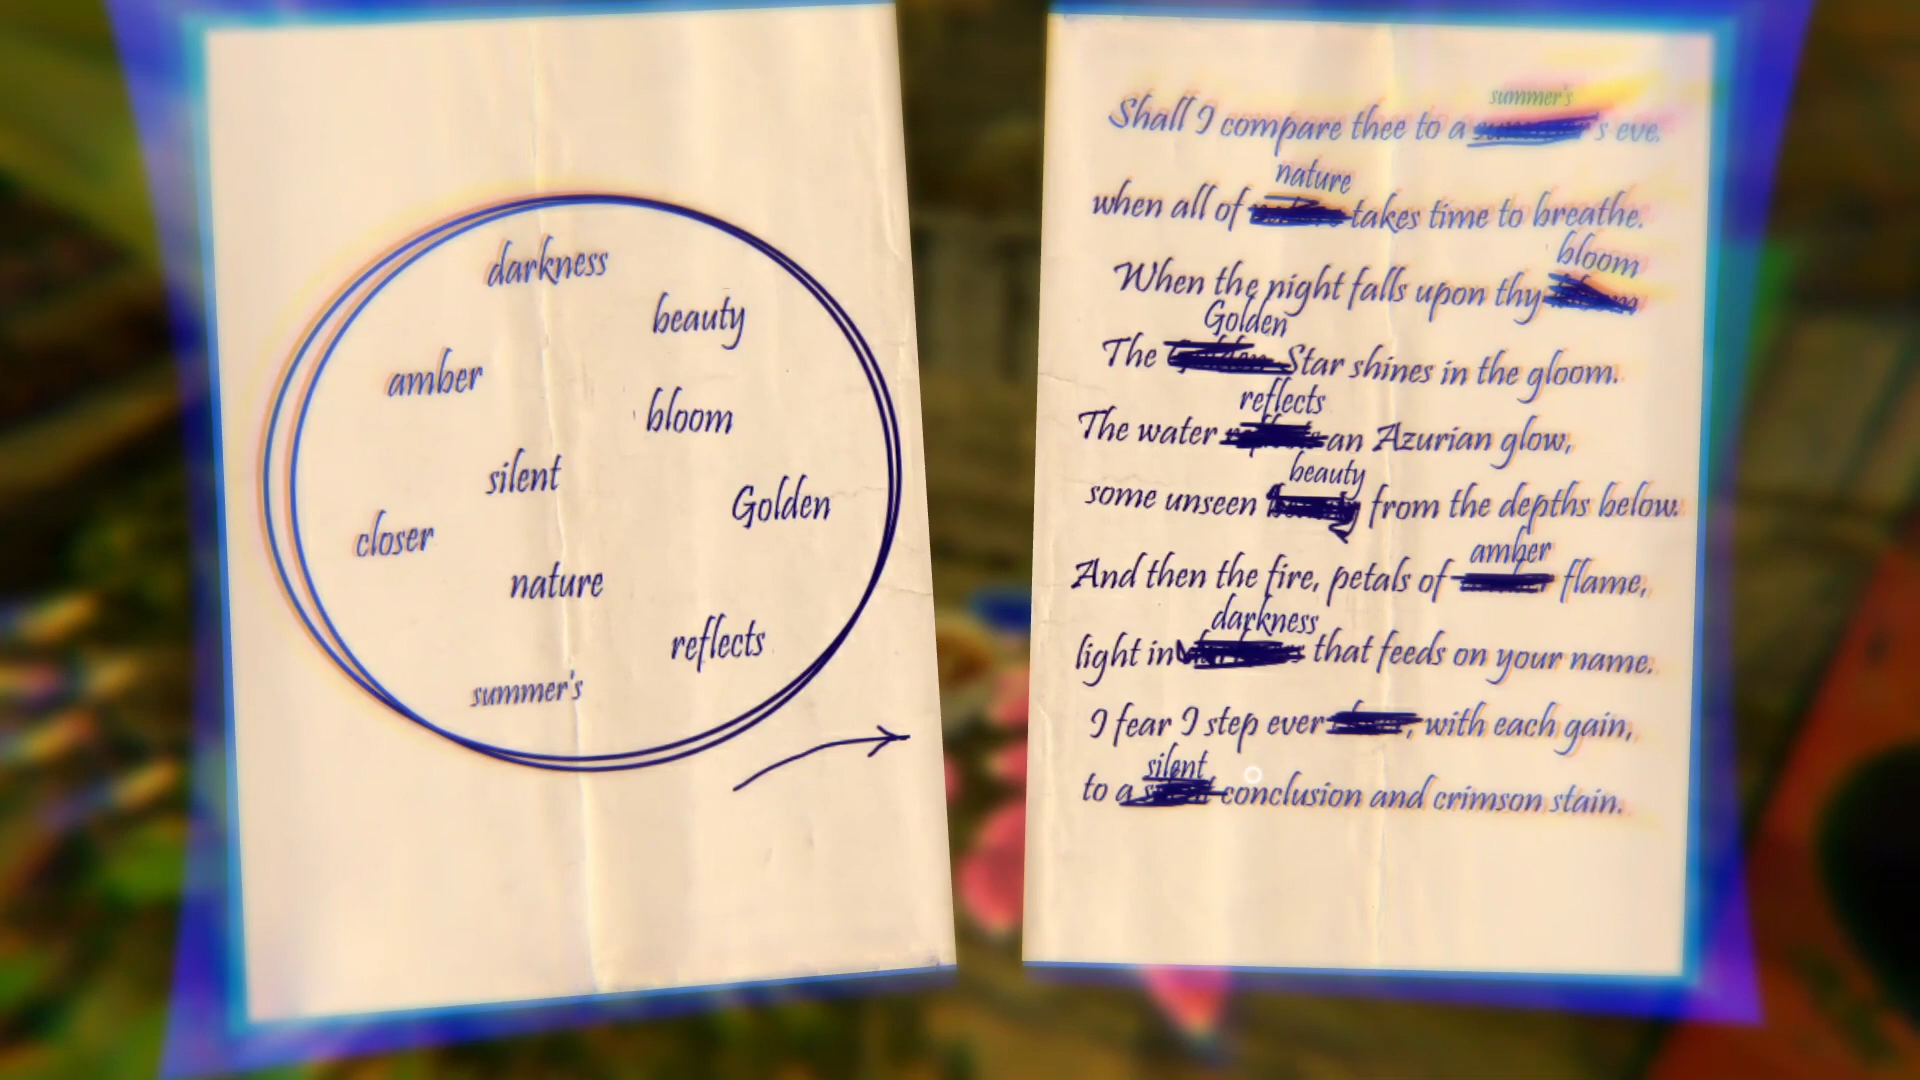 darkness
beauty
amber
bloom
silent
Golden
closer
nature
reflects
summer's
summer's
Shall I compare thee to a 's eve.
nature
when all of takes time to breathe.
bloom
When the night falls upon thy
Golden
The Star shines in the gloom.
reflects
The water an Azurian glow,
beauty
some unseen from the depths below.
amber
And then the fire, petals of flame,
darkness
light in that feeds on your name.
I fear I step ever , with each gain,
silent
to a conclusion and crimson stain.